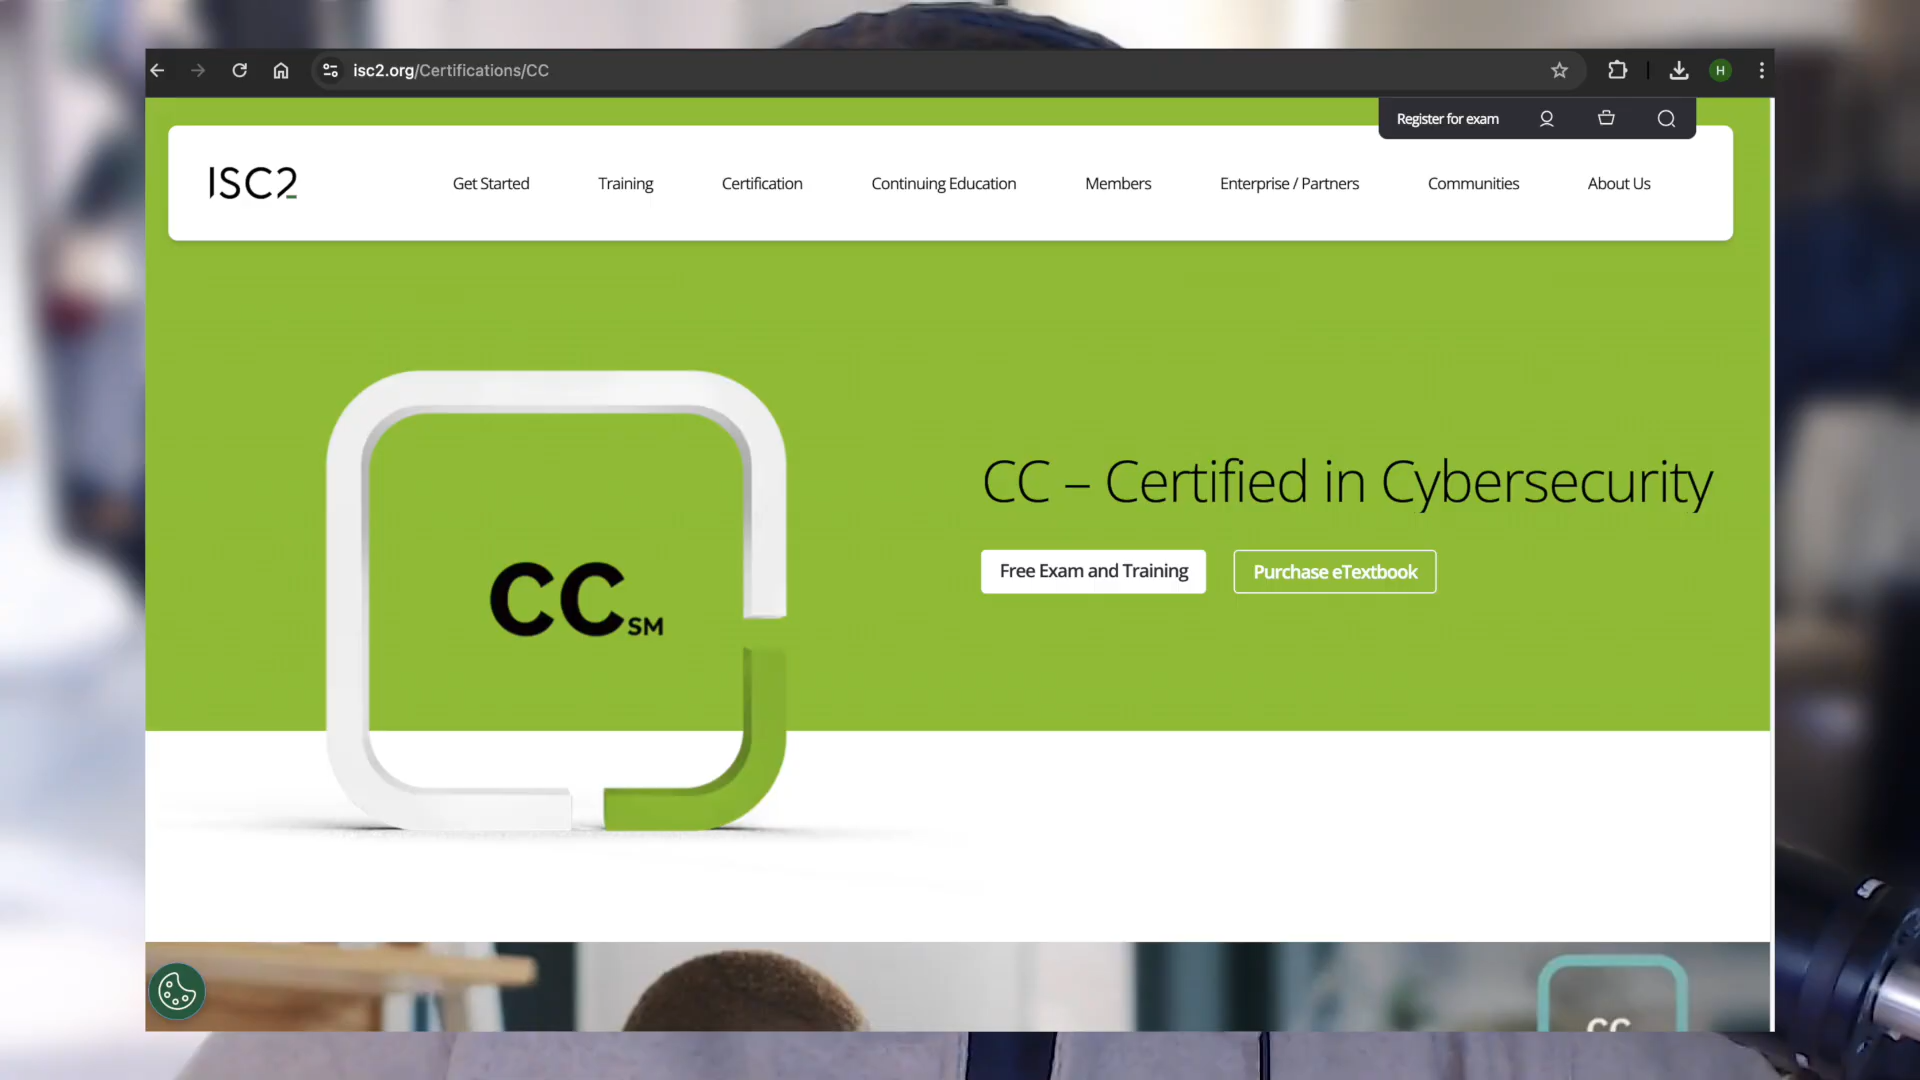 isc2.org/Certifications/CC
H
Register for exam
ISC2
Get Started
Training
Certification
Continuing Education
Members
Enterprise / Partners
Communities
About Us
CC SM
CC – Certified in Cybersecurity
Free Exam and Training
Purchase eTextbook
CC